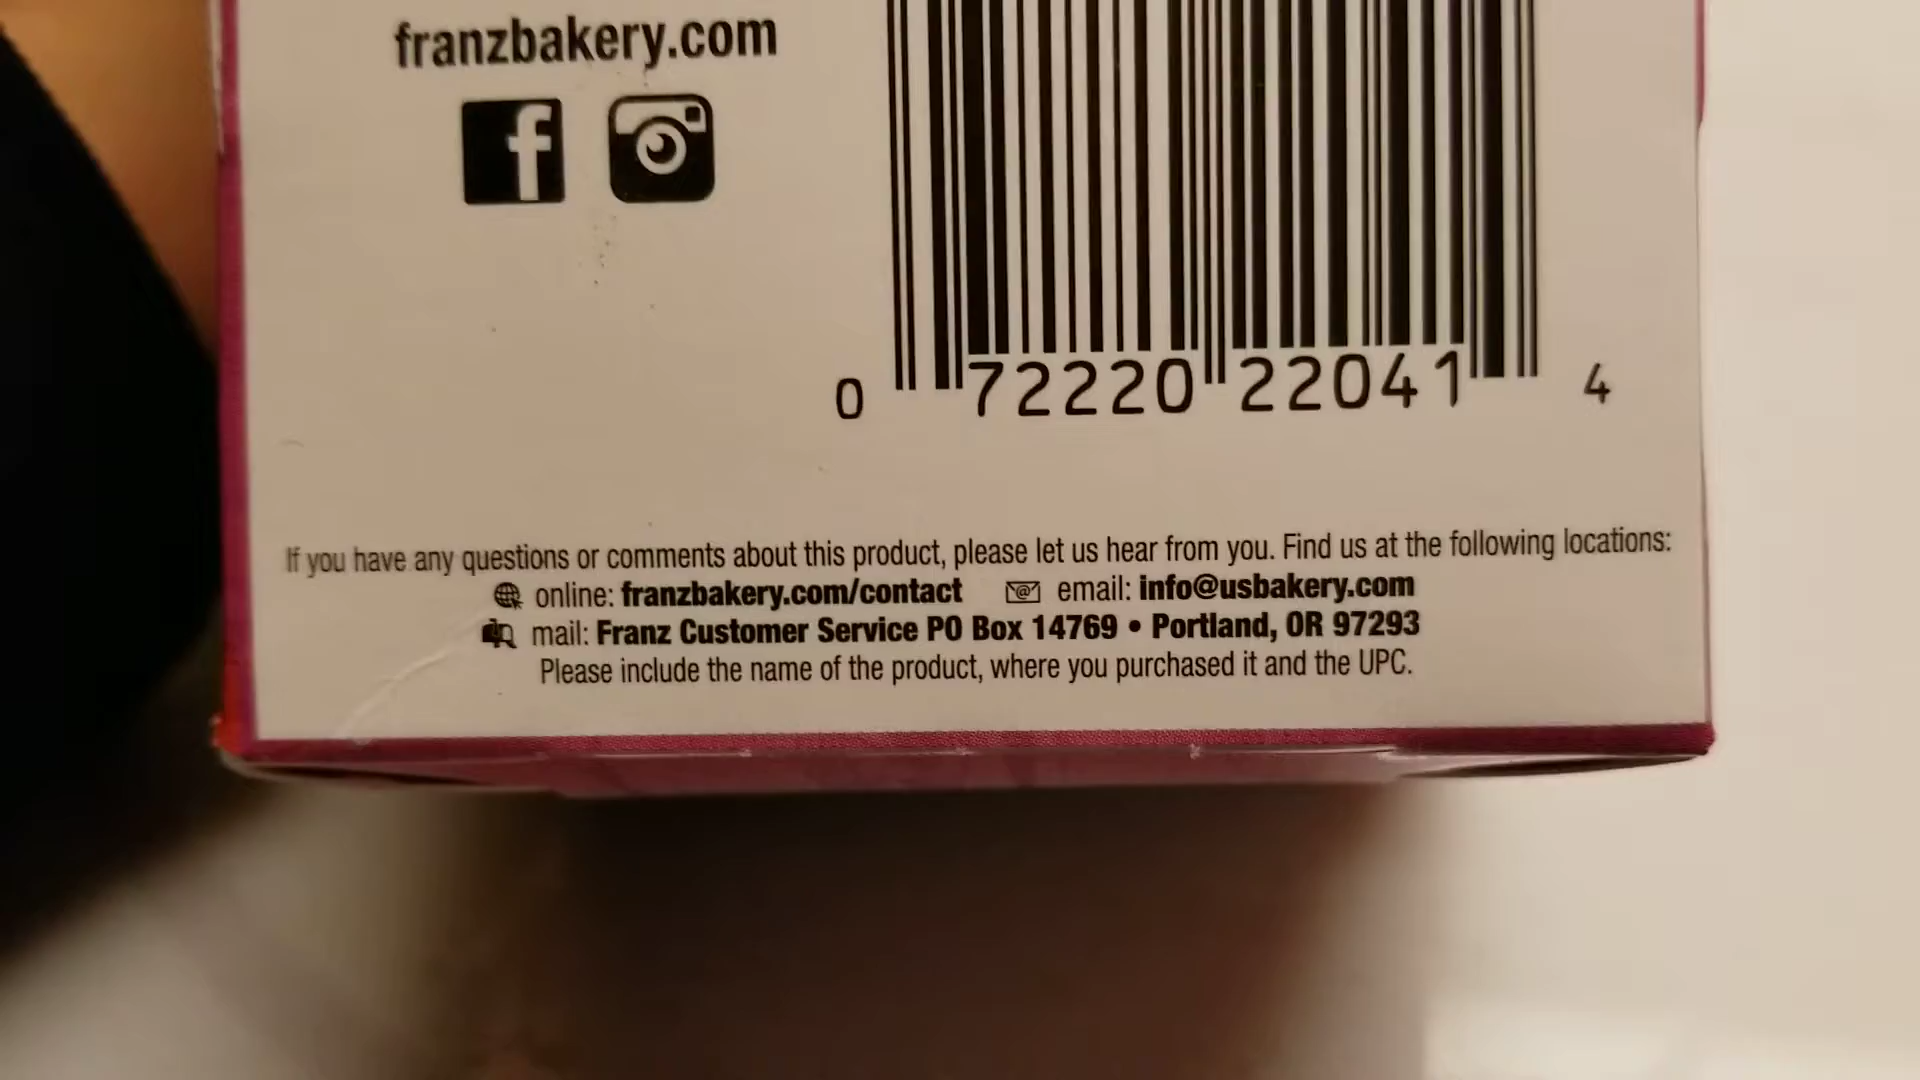 franzbakery.com
0 72220 22041 4
If you have any questions or comments about this product, please let us hear from you. Find us at the following locations:
online: franzbakery.com/contact email: info@usbakery.com
mail: Franz Customer Service PO Box 14769 • Portland, OR 97293
Please include the name of the product, where you purchased it and the UPC.